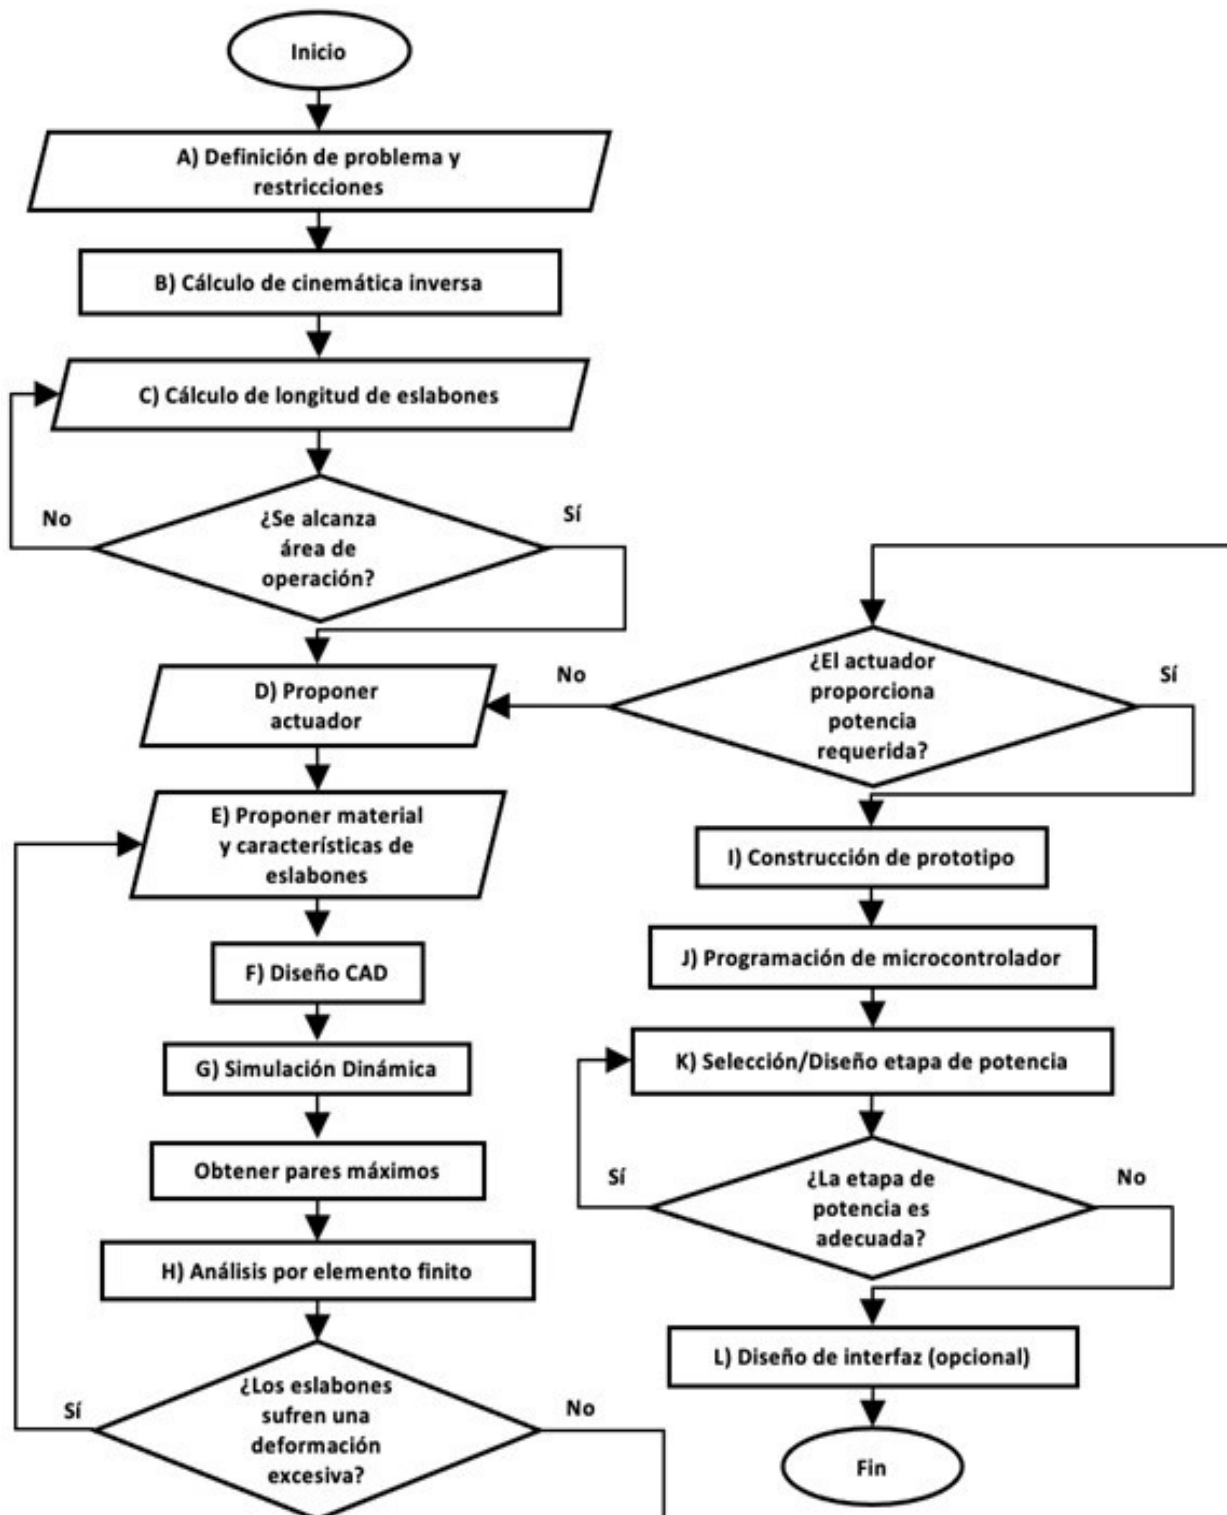 Inicio
A) Definición de problema y
restricciones
B) Cálculo de cinemática inversa
C) Cálculo de longitud de eslabones
No
Sí
¿Se alcanza
área de
operación?
D) Proponer
actuador
E) Proponer material
y características de
eslabones
F) Diseño CAD
G) Simulación Dinámica
Obtener pares máximos
H) Análisis por elemento finito
Sí
No
¿Los eslabones
sufren una
deformación
excesiva?
No
Sí
¿El actuador
proporciona
potencia
requerida?
I) Construcción de prototipo
J) Programación de microcontrolador
K) Selección/Diseño etapa de potencia
Sí
No
¿La etapa de
potencia es
adecuada?
L) Diseño de interfaz (opcional)
Fin